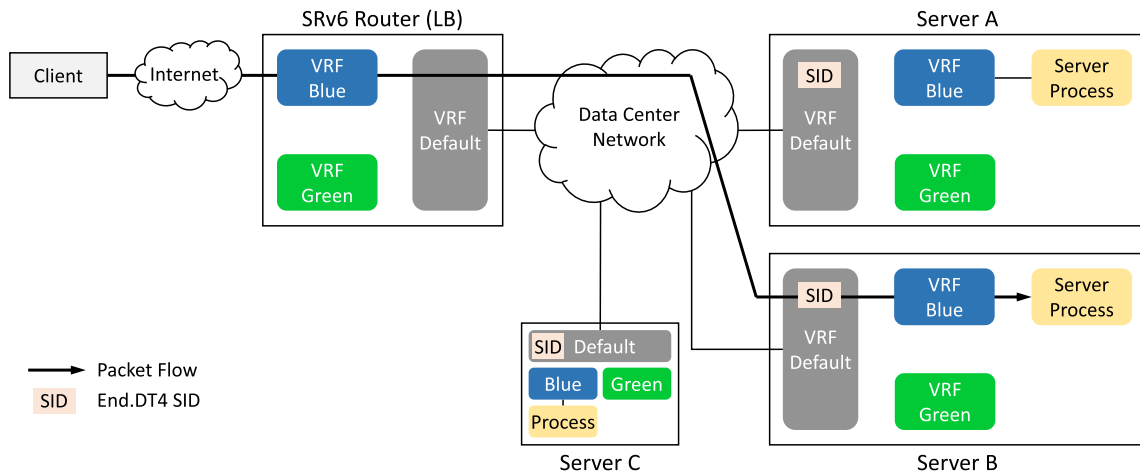 SRv6 Router (LB)
Client
Internet
VRF
Blue
VRF
Green
VRF
Default
Data Center
Network
Server A
SID
VRF
Default
VRF
Blue
VRF
Green
Server
Process
SID
VRF
Default
VRF
Blue
VRF
Green
Server
Process
Server B
SID Default
Blue
Green
Process
Server C
Packet Flow
SID
End.DT4 SID